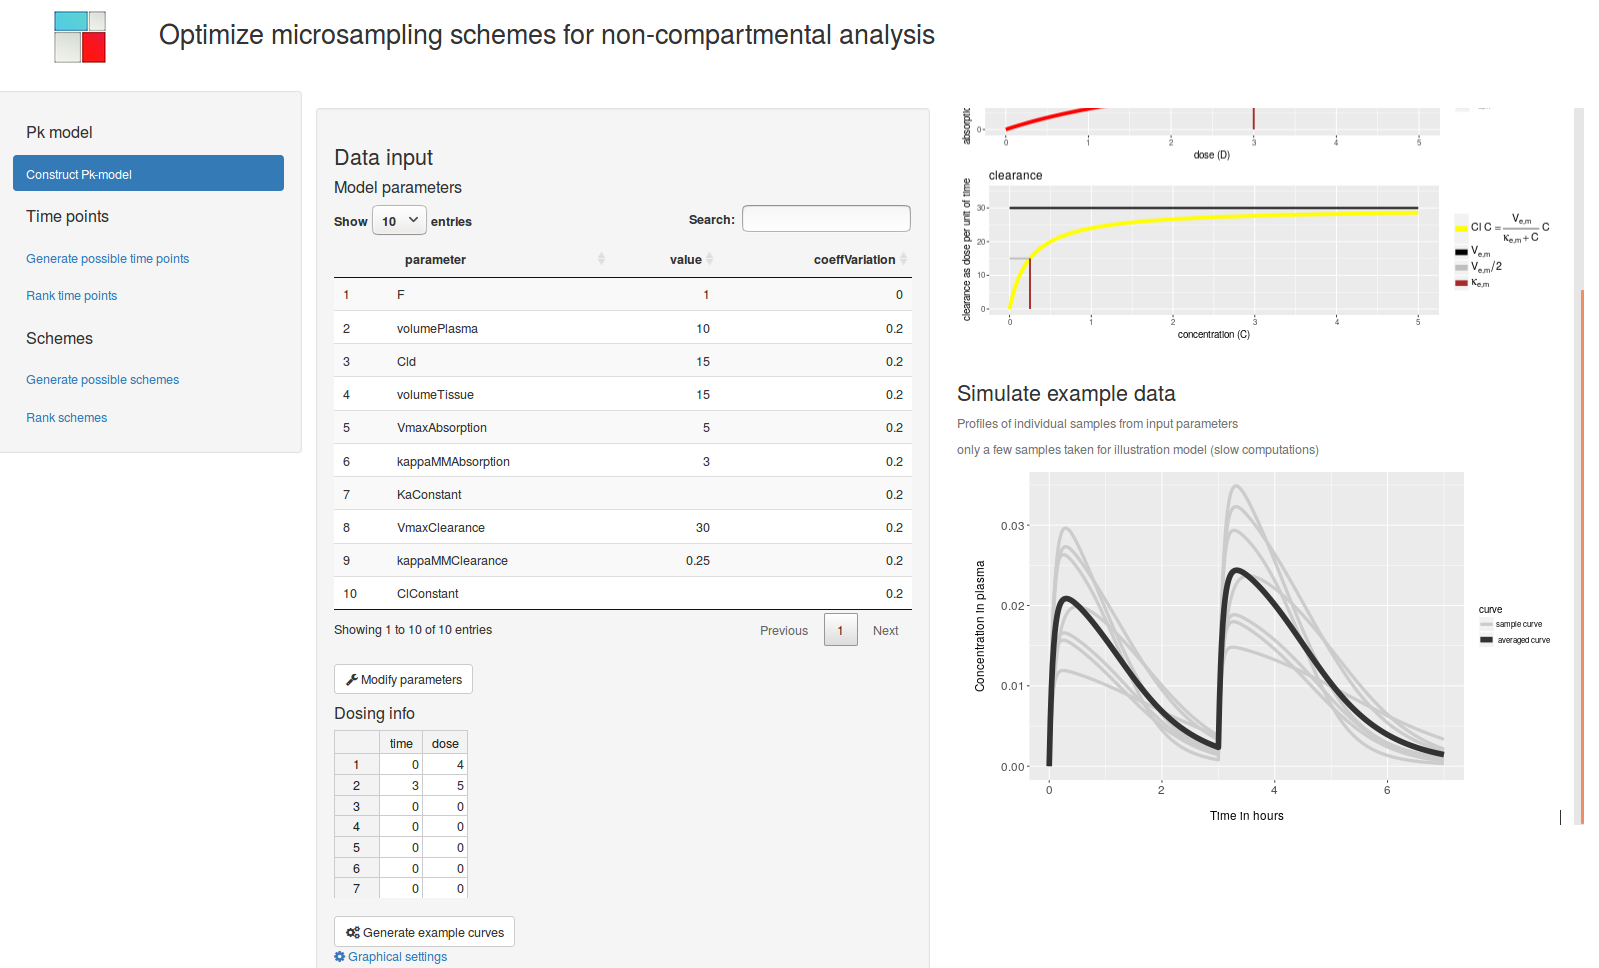 Optimize microsampling schemes for non-compartmental analysis
Pk model
Construct Pk-model
Time points
Generate possible time points
Rank time points
Schemes
Generate possible schemes
Rank schemes
Data input
Model parameters
Show 10 entries
Search:
parameter value coeffVariation
1 F 1 0
2 volumePlasma 10 0.2
3 Cld 15 0.2
4 volumeTissue 15 0.2
5 VmaxAbsorption 5 0.2
6 kappaMMAbsorption 3 0.2
7 KaConstant 0.2
8 VmaxClearance 30 0.2
9 kappaMMClearance 0.25 0.2
10 ClConstant 0.2
Showing 1 to 10 of 10 entries
Previous 1 Next
Modify parameters
Dosing info
time dose
1 0 4
2 3 5
3 0 0
4 0 0
5 0 0
6 0 0
7 0 0
Generate example curves
Graphical settings
0
0 1 2 3 4 5
dose (D)
clearance
clearance as dose per unit of time
30
20
10
0
0 1 2 3 4 5
concentration (C)
Cl C = V e,m / κ e,m + C C
V e,m
V e,m /2
κ e,m
Simulate example data
Profiles of individual samples from input parameters
only a few samples taken for illustration model (slow computations)
Concentration in plasma
0.03
0.02
0.01
0.00
0 2 4 6
Time in hours
curve
sample curve
averaged curve